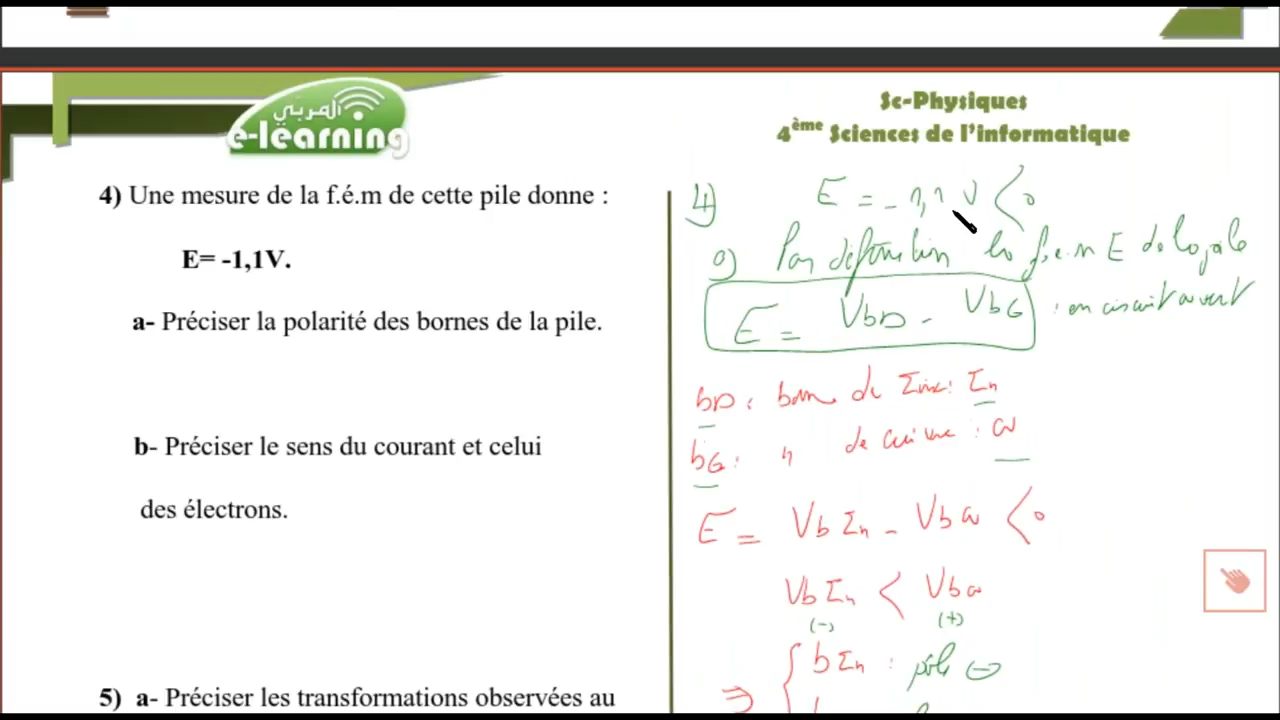 المربّي
e-learning
Sc-Physiques
4ème Sciences de l'informatique
4) Une mesure de la f.é.m de cette pile donne :
E= -1,1V.
a- Préciser la polarité des bornes de la pile.
b- Préciser le sens du courant et celui
des électrons.
5) a- Préciser les transformations observées au
4) E = - 1,1 V < 0
a) Par définition la f.e.m E de la pile
E = VbD - VbG : en circuit ouvert
bD : borne de Zinc : Zn
bG : " de cuivre : Cu
E = VbZn - VbCu < 0
VbZn < VbCu
(-) (+)
⇒ { bZn : pôle ⊖